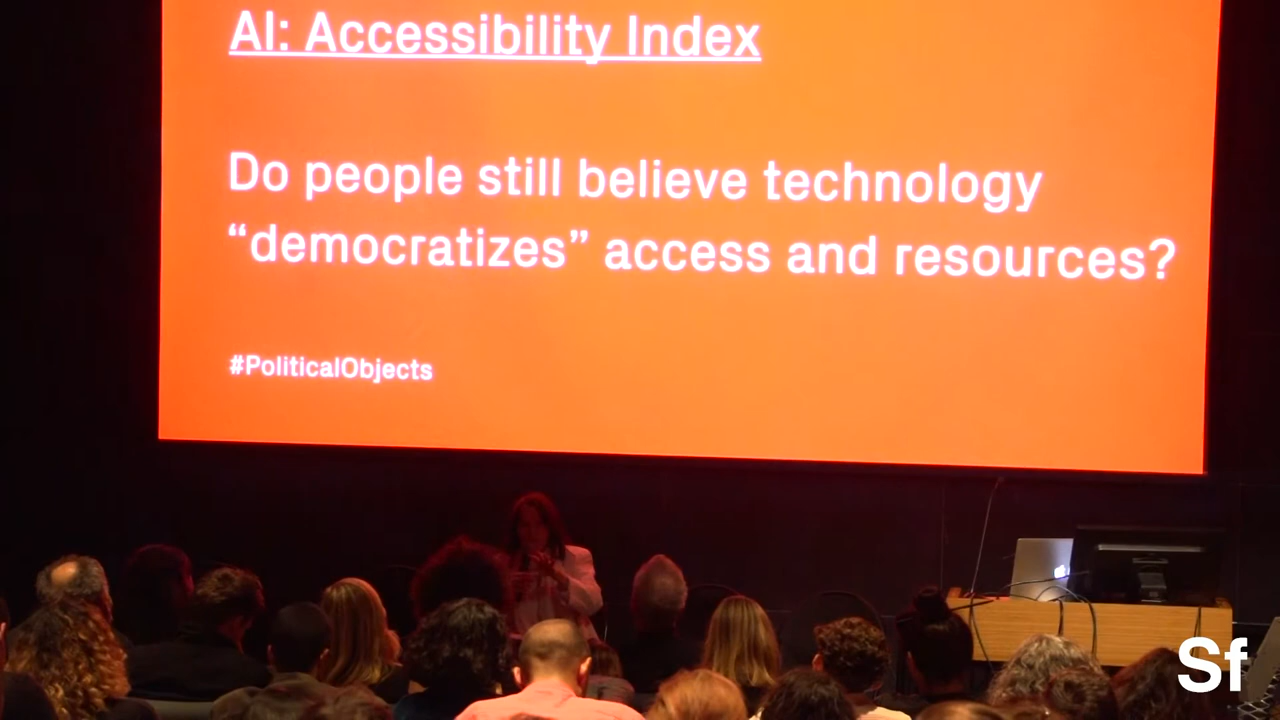 AI: Accessibility Index
Do people still believe technology
“democratizes” access and resources?
#PoliticalObjects
Sf